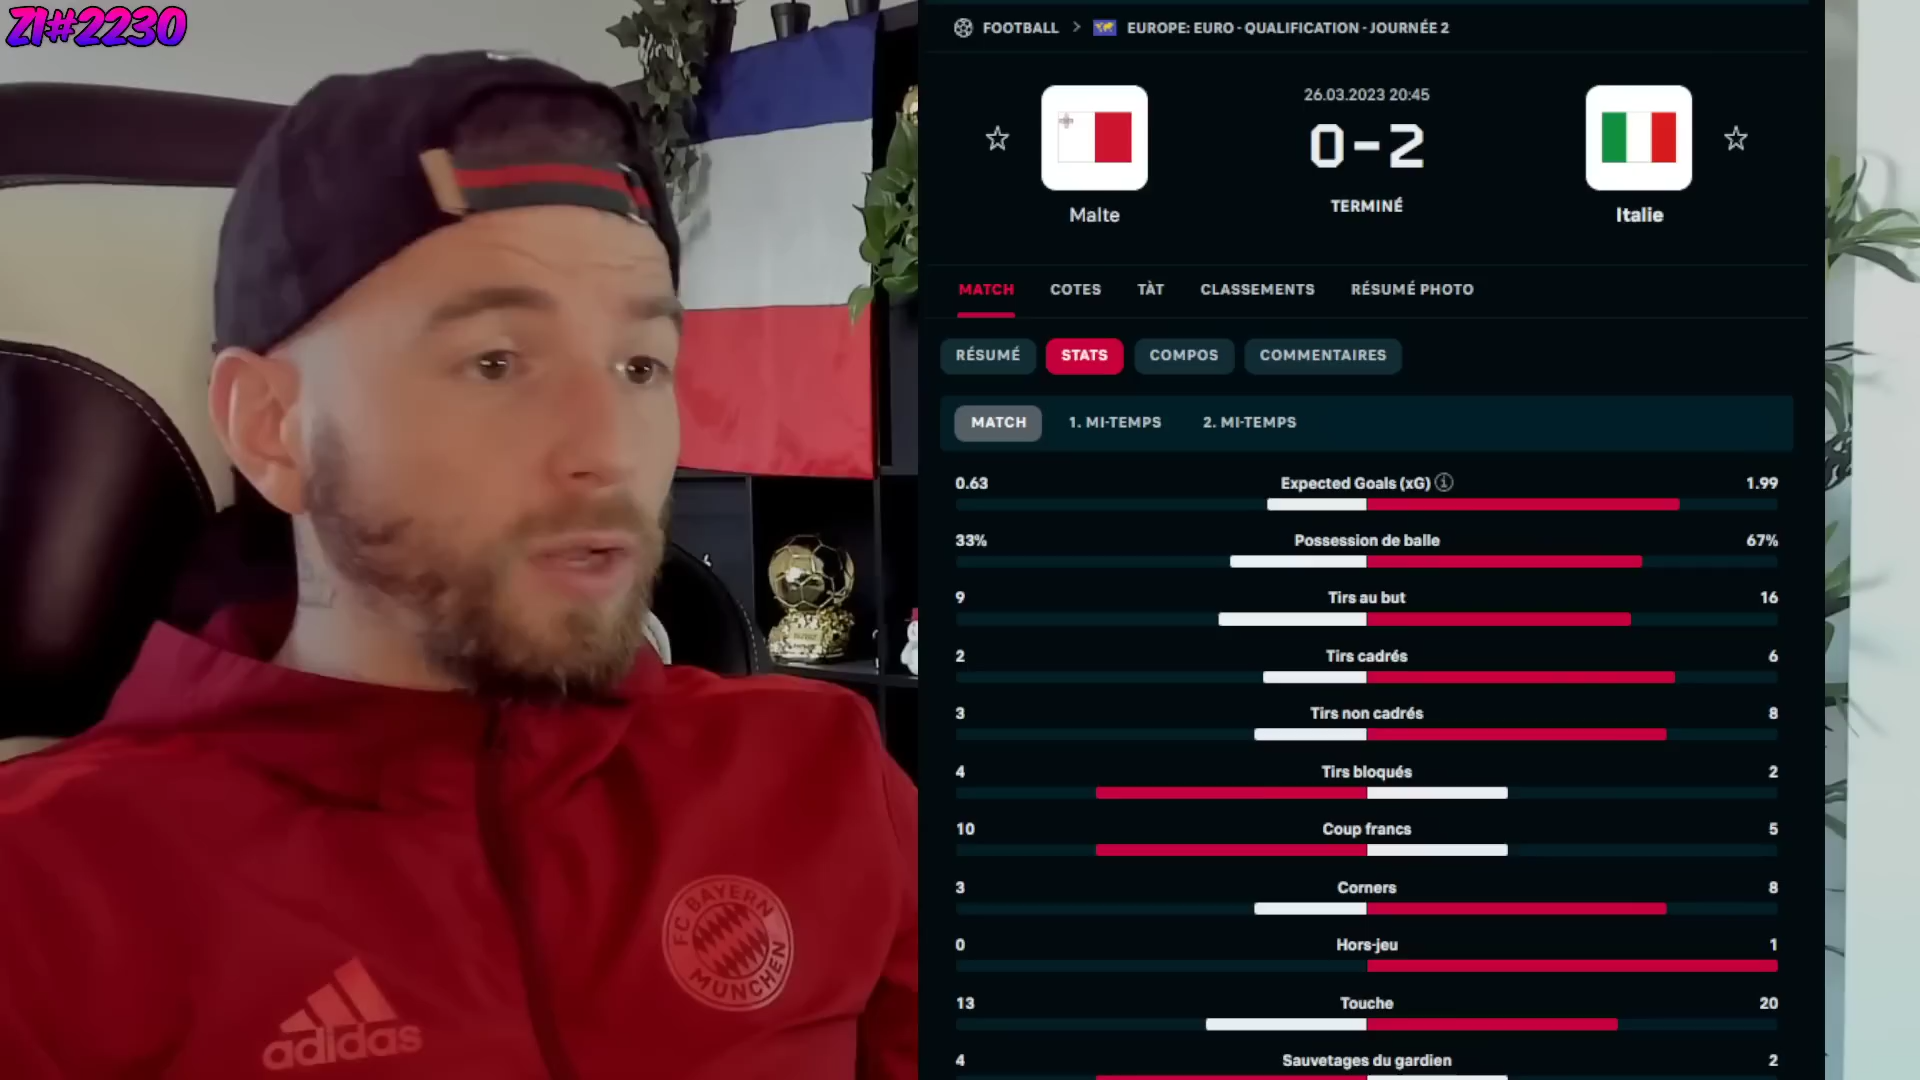 ZI#2230
FOOTBALL > EUROPE: EURO - QUALIFICATION - JOURNÉE 2
26.03.2023 20:45
0 - 2
TERMINÉ
Malte
Italie
MATCH COTES TÀT CLASSEMENTS RÉSUMÉ PHOTO
RÉSUMÉ STATS COMPOS COMMENTAIRES
MATCH 1. MI-TEMPS 2. MI-TEMPS
0.63 Expected Goals (xG) 1.99
33% Possession de balle 67%
9 Tirs au but 16
2 Tirs cadrés 6
3 Tirs non cadrés 8
4 Tirs bloqués 2
10 Coup francs 5
3 Corners 8
0 Hors-jeu 1
13 Touche 20
4 Sauvetages du gardien 2
FC BAYERN
MÜNCHEN
adidas